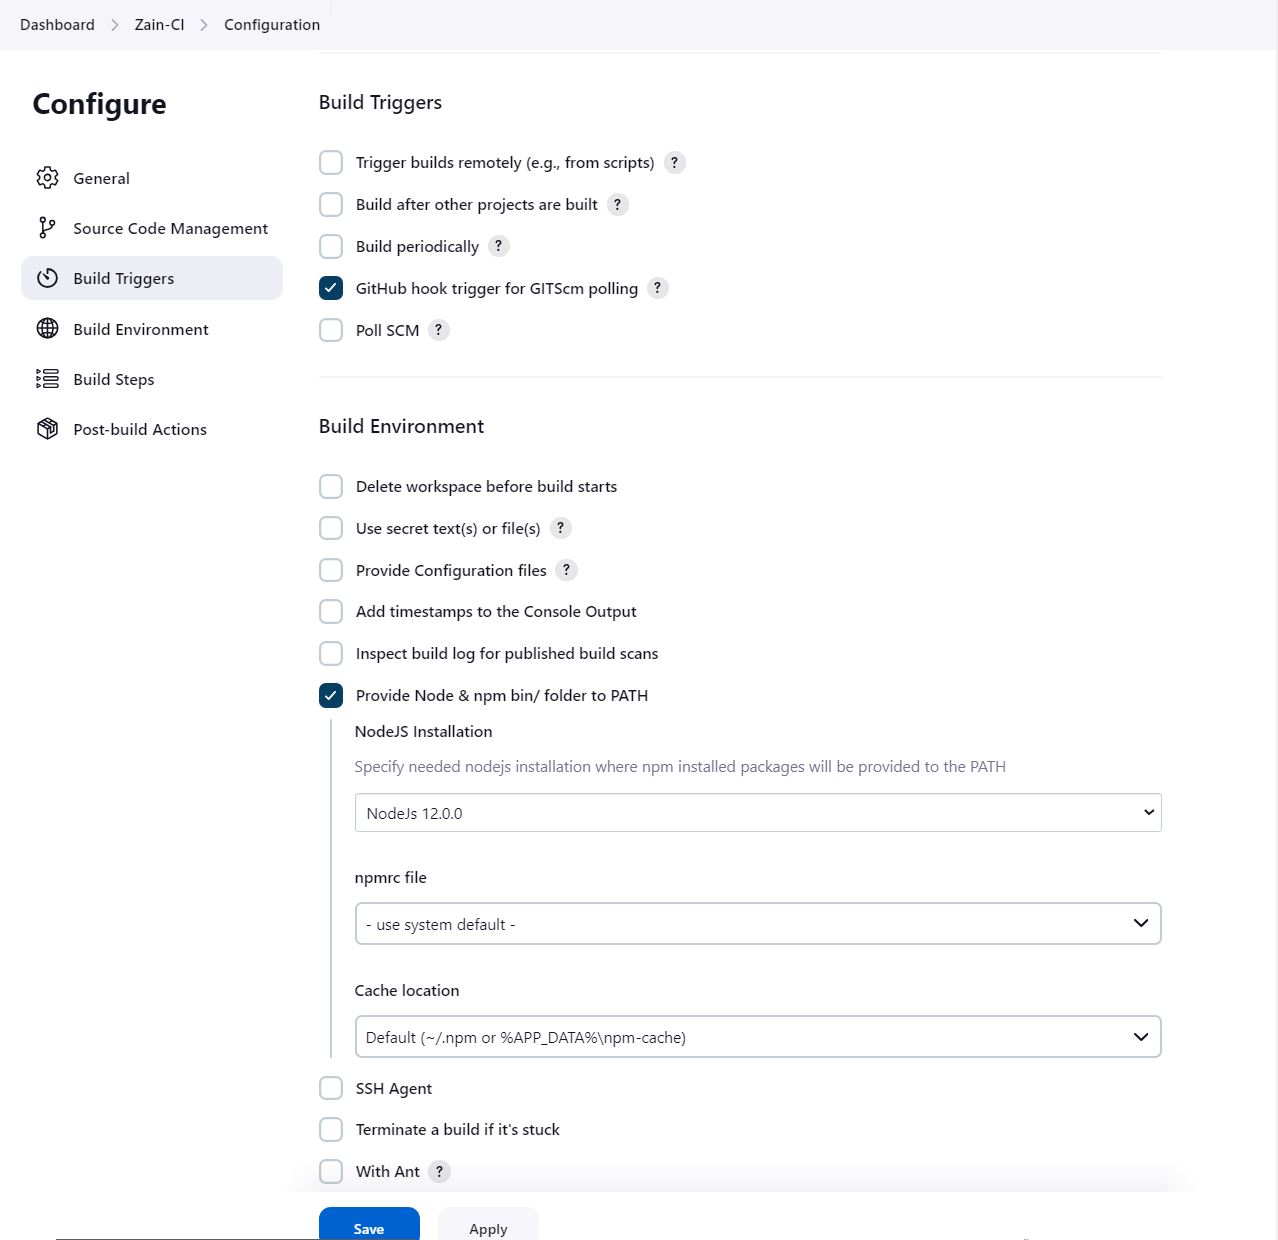 Dashboard > Zain-CI > Configuration
Configure
General
Source Code Management
Build Triggers
Build Environment
Build Steps
Post-build Actions
Build Triggers
Trigger builds remotely (e.g., from scripts) ?
Build after other projects are built ?
Build periodically ?
GitHub hook trigger for GITScm polling ?
Poll SCM ?
Build Environment
Delete workspace before build starts
Use secret text(s) or file(s) ?
Provide Configuration files ?
Add timestamps to the Console Output
Inspect build log for published build scans
Provide Node & npm bin/ folder to PATH
NodeJS Installation
Specify needed nodejs installation where npm installed packages will be provided to the PATH
NodeJs 12.0.0
npmrc file
- use system default -
Cache location
Default (~/.npm or %APP_DATA%\npm-cache)
SSH Agent
Terminate a build if it's stuck
With Ant ?
Save Apply